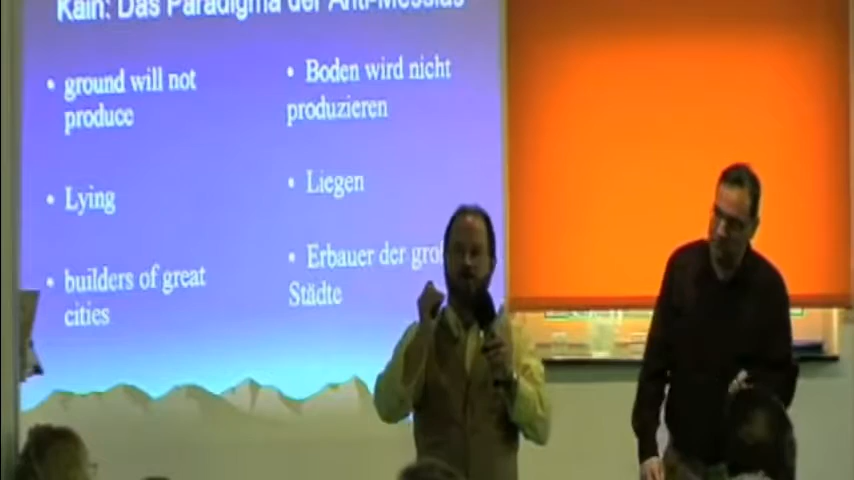 Kain: Das Paradigma der Anti-Messias
• ground will not
produce
• Lying
• builders of great
cities
• Boden wird nicht
produzieren
• Liegen
• Erbauer der gro
Städte